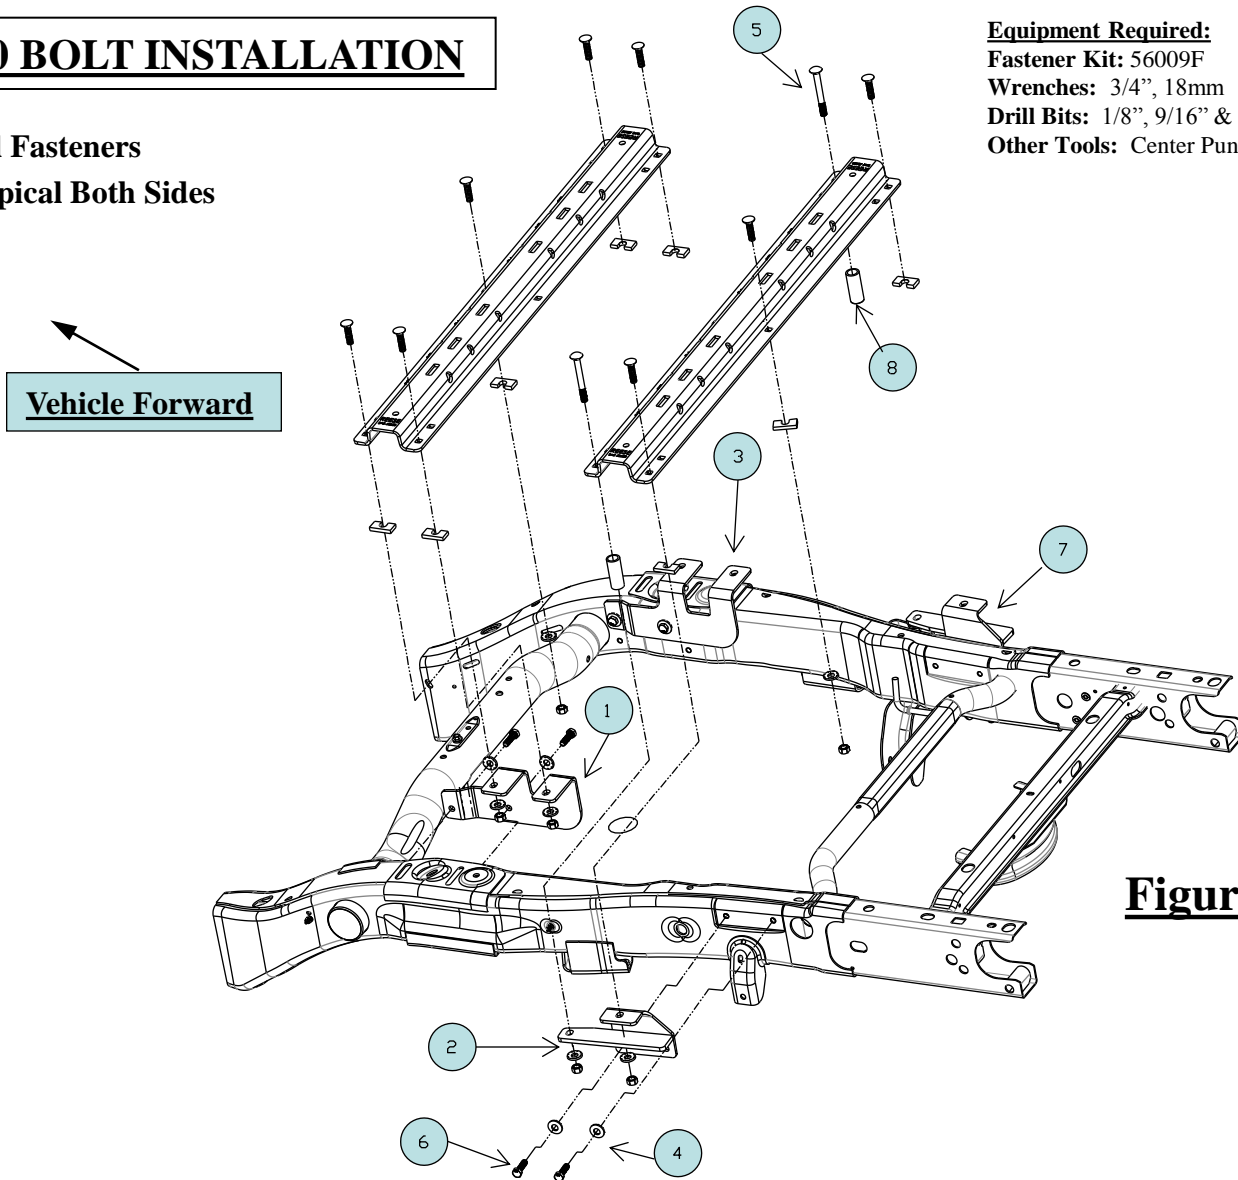 0 BOLT INSTALLATION
Fasteners
pical Both Sides
Vehicle Forward
Equipment Required:
Fastener Kit: 56009F
Wrenches: 3/4”, 18mm
Drill Bits: 1/8”, 9/16” &
Other Tools: Center Pun
5
8
3
7
1
2
6
4
Figur